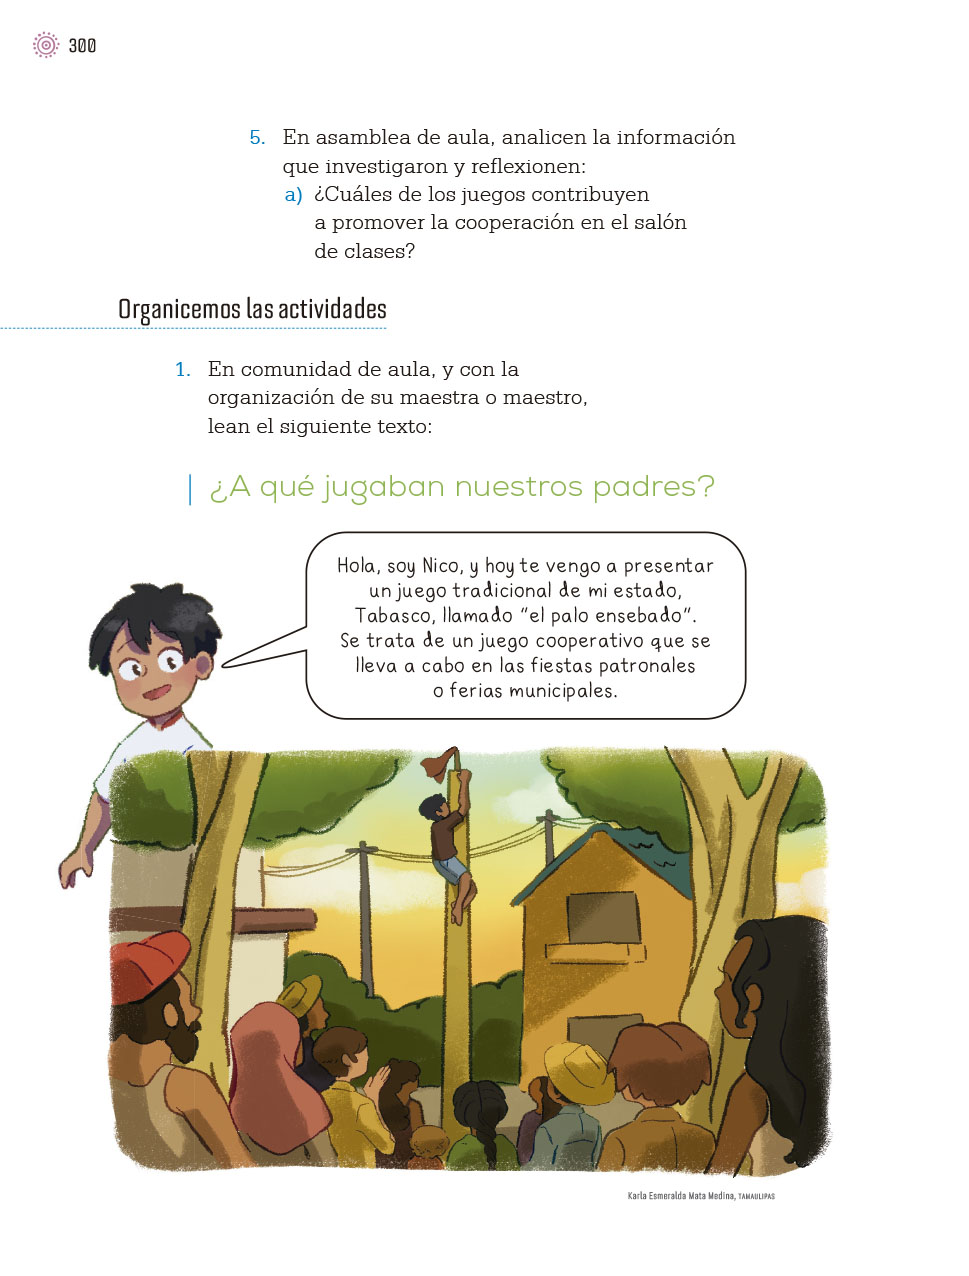 300
5. En asamblea de aula, analicen la información
que investigaron y reflexionen:
a) ¿Cuáles de los juegos contribuyen
a promover la cooperación en el salón
de clases?
Organicemos las actividades
1. En comunidad de aula, y con la
organización de su maestra o maestro,
lean el siguiente texto:
¿A qué jugaban nuestros padres?
Hola, soy Nico, y hoy te vengo a presentar
un juego tradicional de mi estado,
Tabasco, llamado “el palo ensebado”.
Se trata de un juego cooperativo que se
lleva a cabo en las fiestas patronales
o ferias municipales.
Karla Esmeralda Mata Medina, TAMAULIPAS